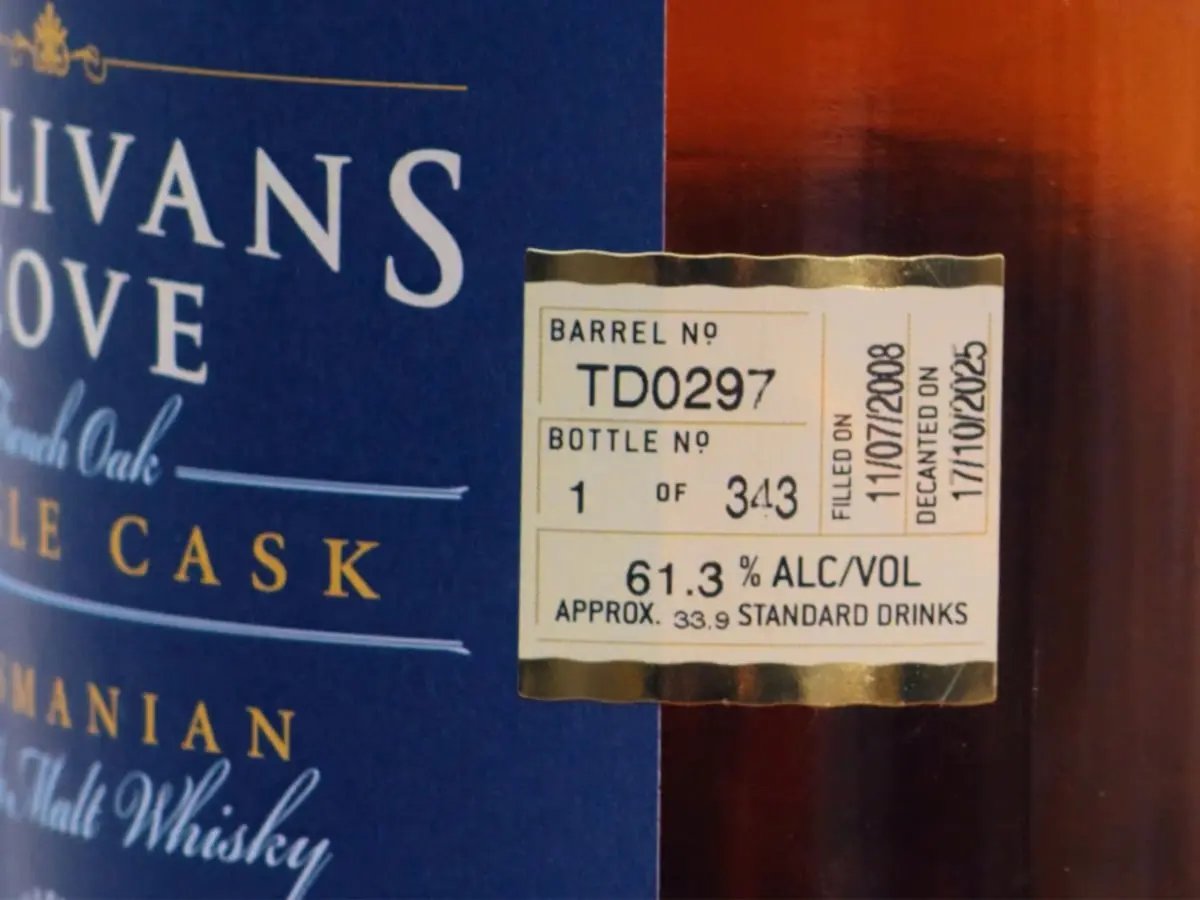 LIVANS
OVE
French Oak
LE CASK
SMANIAN
Malt Whisky
BARREL Nº
TD0297
BOTTLE Nº
1 OF 343
FILLED ON
11/07/2008
DECANTED ON
17/10/2025
61.3 % ALC/VOL
APPROX. 33.9 STANDARD DRINKS